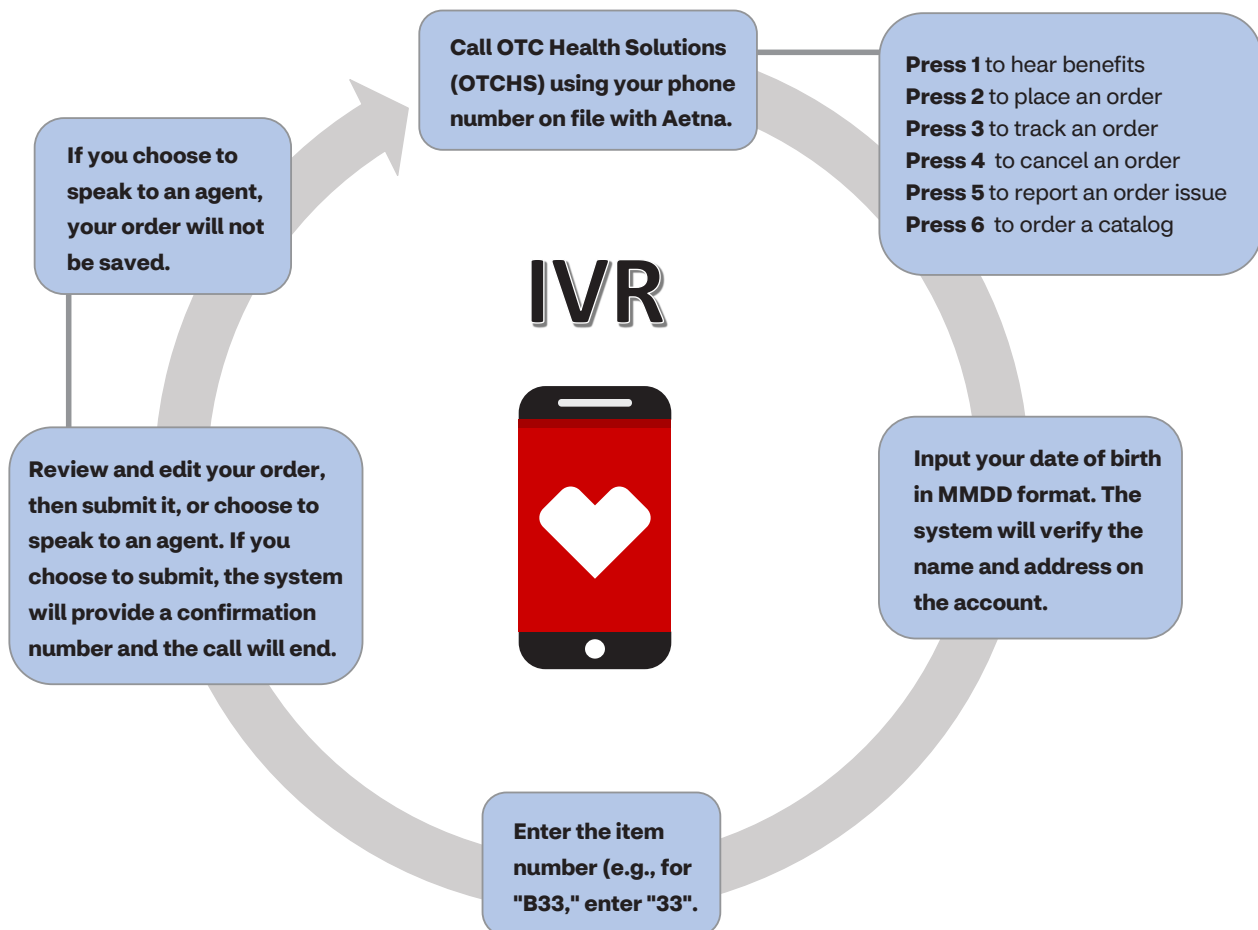 Call OTC Health Solutions
(OTCHS) using your phone
number on file with Aetna.
Press 1 to hear benefits
Press 2 to place an order
Press 3 to track an order
Press 4 to cancel an order
Press 5 to report an order issue
Press 6 to order a catalog
If you choose to
speak to an agent,
your order will not
be saved.
IVR
Input your date of birth
in MMDD format. The
system will verify the
name and address on
the account.
Review and edit your order,
then submit it, or choose to
speak to an agent. If you
choose to submit, the system
will provide a confirmation
number and the call will end.
Enter the item
number (e.g., for
"B33," enter "33".